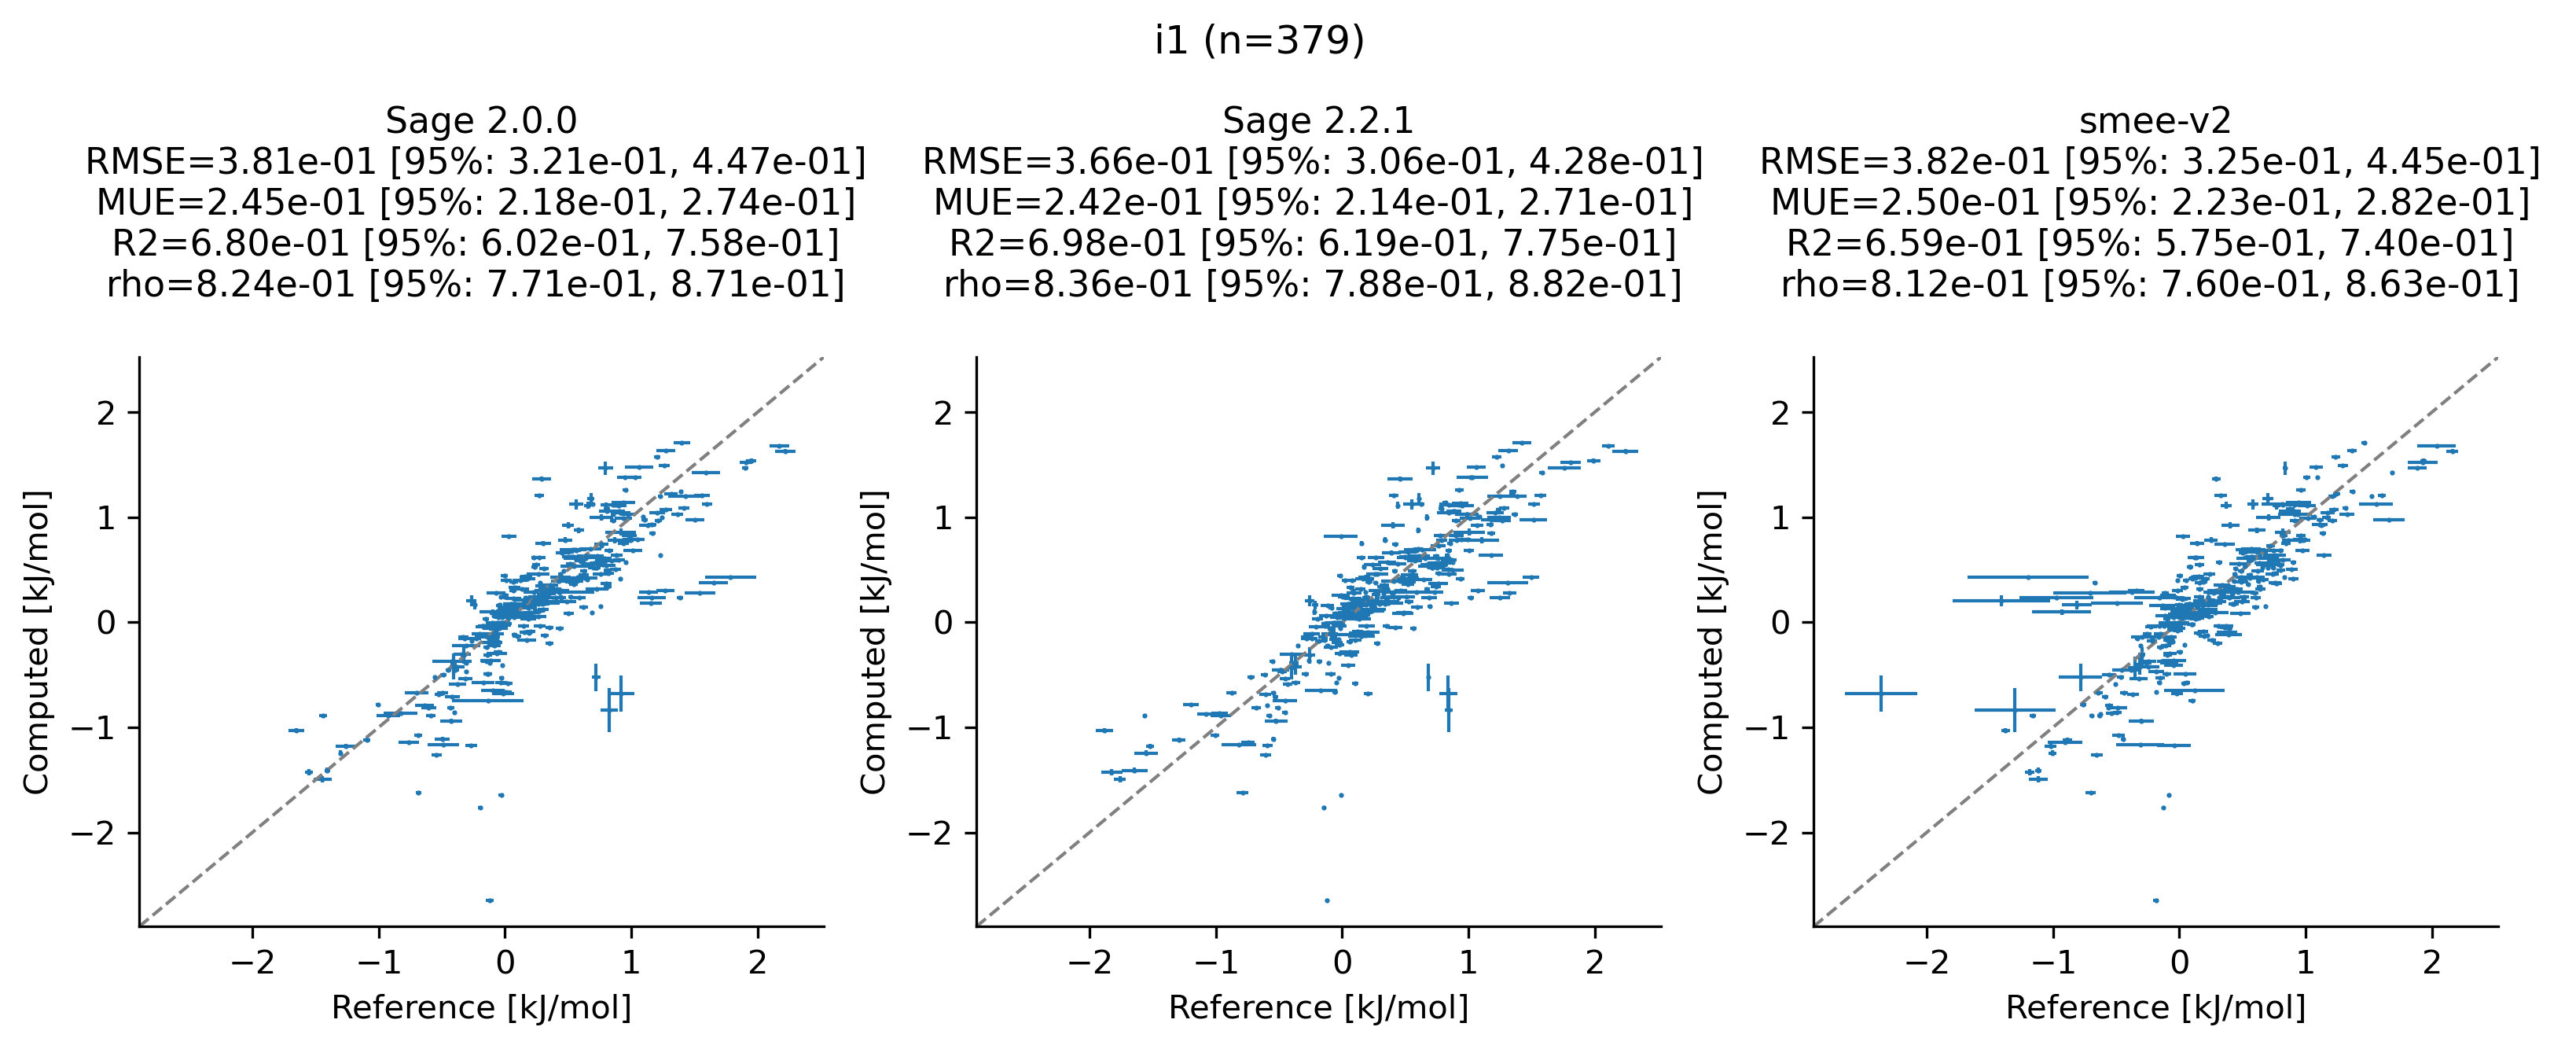 i1 (n=379)
Sage 2.0.0
RMSE=3.81e-01 [95%: 3.21e-01, 4.47e-01]
MUE=2.45e-01 [95%: 2.18e-01, 2.74e-01]
R2=6.80e-01 [95%: 6.02e-01, 7.58e-01]
rho=8.24e-01 [95%: 7.71e-01, 8.71e-01]
Computed [kJ/mol]
2
1
0
−1
−2
−2 −1 0 1 2
Reference [kJ/mol]
Sage 2.2.1
RMSE=3.66e-01 [95%: 3.06e-01, 4.28e-01]
MUE=2.42e-01 [95%: 2.14e-01, 2.71e-01]
R2=6.98e-01 [95%: 6.19e-01, 7.75e-01]
rho=8.36e-01 [95%: 7.88e-01, 8.82e-01]
Computed [kJ/mol]
2
1
0
−1
−2
−2 −1 0 1 2
Reference [kJ/mol]
smee-v2
RMSE=3.82e-01 [95%: 3.25e-01, 4.45e-01]
MUE=2.50e-01 [95%: 2.23e-01, 2.82e-01]
R2=6.59e-01 [95%: 5.75e-01, 7.40e-01]
rho=8.12e-01 [95%: 7.60e-01, 8.63e-01]
Computed [kJ/mol]
2
1
0
−1
−2
−2 −1 0 1 2
Reference [kJ/mol]